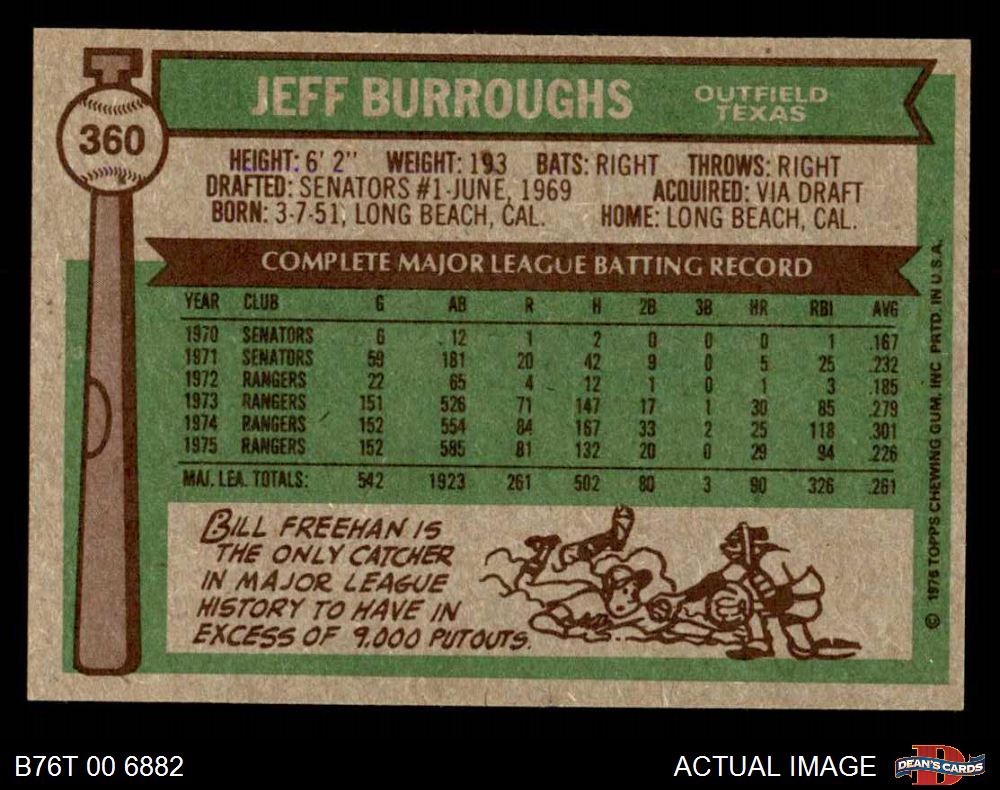 360
JEFF BURROUGHS
OUTFIELD
TEXAS
HEIGHT: 6' 2" WEIGHT: 193 BATS: RIGHT THROWS: RIGHT
DRAFTED: SENATORS #1-JUNE, 1969 ACQUIRED: VIA DRAFT
BORN: 3-7-51, LONG BEACH, CAL. HOME: LONG BEACH, CAL.
COMPLETE MAJOR LEAGUE BATTING RECORD
YEAR CLUB G AB R H 2B 3B HR RBI AVG
1970 SENATORS 6 12 1 2 0 0 0 1 .167
1971 SENATORS 59 181 20 42 9 0 5 25 .232
1972 RANGERS 22 65 4 12 1 0 1 3 .185
1973 RANGERS 151 526 71 147 17 1 30 85 .279
1974 RANGERS 152 554 84 167 33 2 25 118 .301
1975 RANGERS 152 585 81 132 20 0 29 94 .226
MAJ. LEA. TOTALS: 542 1923 261 502 80 3 90 326 .261
BILL FREEHAN IS
THE ONLY CATCHER
IN MAJOR LEAGUE
HISTORY TO HAVE IN
EXCESS OF 9,000 PUTOUTS.
© 1976 TOPPS CHEWING GUM, INC PRTD. IN U.S.A.
B76T 00 6882
ACTUAL IMAGE
DEAN'S CARDS